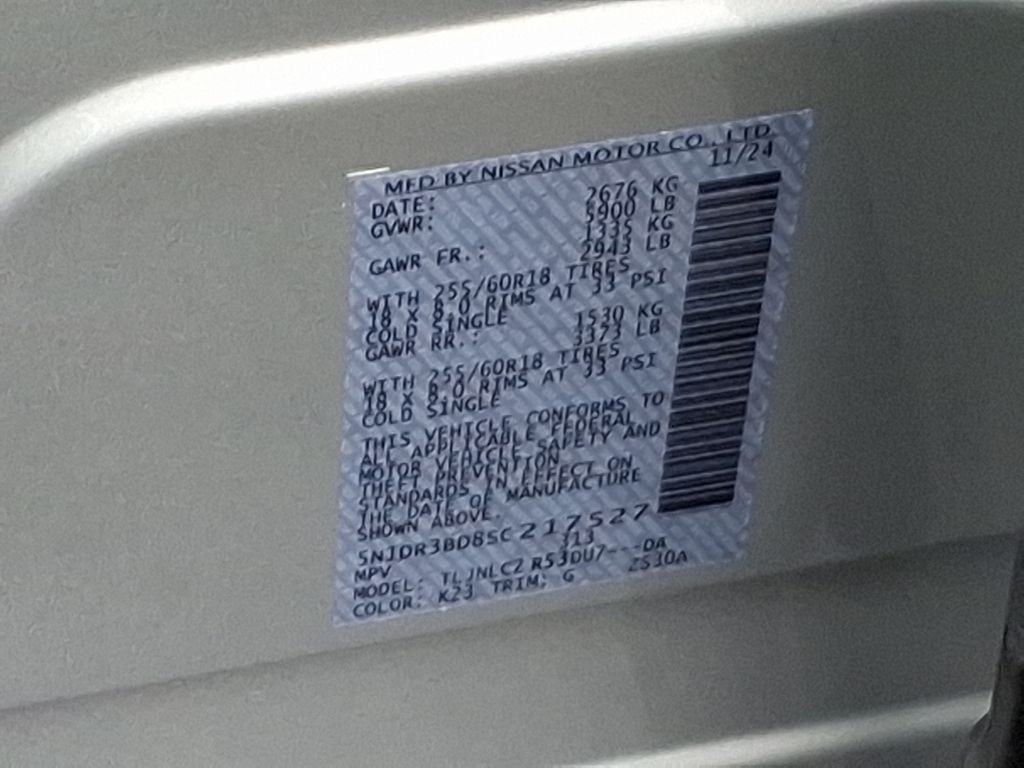 MFD BY NISSAN MOTOR CO., LTD
DATE: 11/24
GVWR: 2676 KG
5900 LB
GAWR FR.: 1335 KG
2943 LB
WITH 255/60R18 TIRES
18 X 8.0 RIMS AT 33 PSI
COLD SINGLE
GAWR RR.: 1530 KG
3373 LB
WITH 255/60R18 TIRES
18 X 8.0 RIMS AT 33 PSI
COLD SINGLE
THIS VEHICLE CONFORMS TO
ALL APPLICABLE FEDERAL
MOTOR VEHICLE SAFETY AND
THEFT PREVENTION
STANDARDS IN EFFECT ON
THE DATE OF MANUFACTURE
SHOWN ABOVE.
5N1DR3BD8SC217527
MPV 313
MODEL: TLJNLCZ R53DU7---DA
COLOR: K23 TRIM: G 2530A